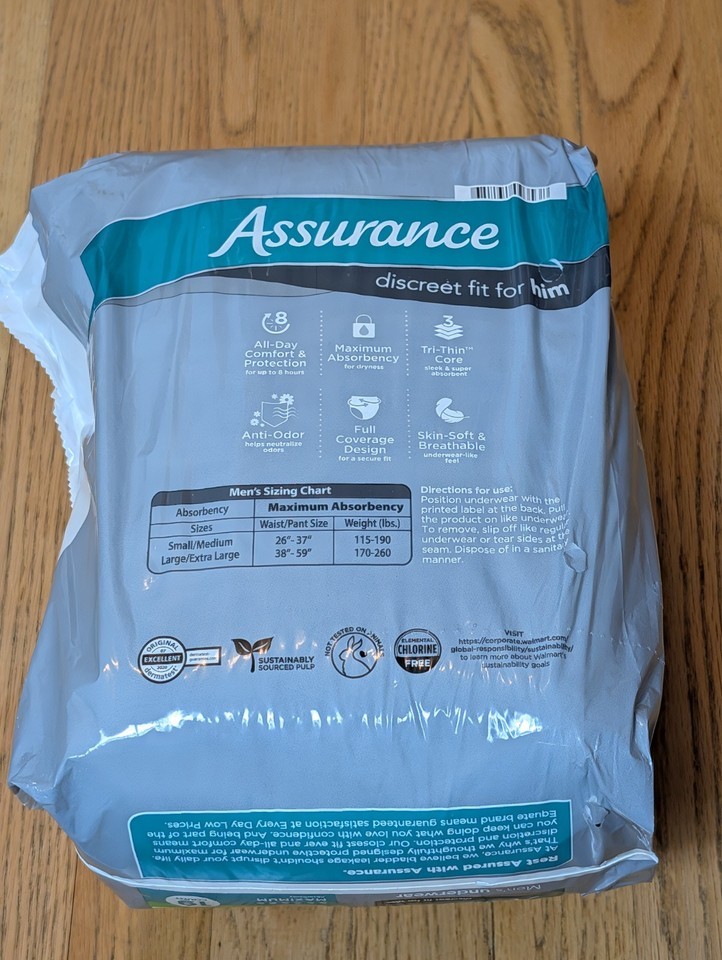 Assurance
discreet fit for him
8
All-Day
Comfort &
Protection
for up to 8 hours
Maximum
Absorbency
for dryness
3
Tri-Thin™
Core
sleek & super
absorbent
Anti-Odor
helps neutralize
odors
Full
Coverage
Design
for a secure fit
Skin-Soft &
Breathable
underwear-like
feel
Men's Sizing Chart
Absorbency Maximum Absorbency
Sizes Waist/Pant Size Weight (lbs.)
Small/Medium 26"- 37" 115-190
Large/Extra Large 38"- 59" 170-260
Directions for use:
Position underwear with the
printed label at the back. Pull
the product on like underwear.
To remove, slip off like regular
underwear or tear sides at the
seam. Dispose of in a sanitary
manner.
ORIGINAL
EXCELLENT
dermatest
SUSTAINABLY
SOURCED PULP
NOT TESTED ON ANIMALS
ELEMENTAL
CHLORINE
FREE
VISIT
https://corporate.walmart.com/
global-responsibility/sustainability/
to learn more about Walmart's
sustainability goals
Rest Assured with Assurance.
At Assurance, we believe bladder leakage shouldn't disrupt your daily life.
That's why we thoughtfully designed protective underwear for maximum
discretion and protection. Our closest fit ever and all-day comfort means
you can keep doing what you love with confidence. And being part of the
Equate brand means guaranteed satisfaction at Every Day Low Prices.
Men's underwear
MAXIMUM